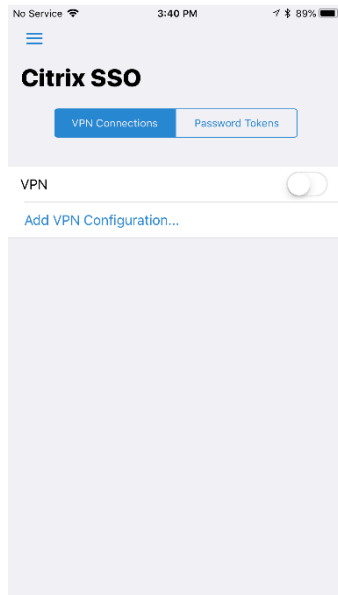 No Service 3:40 PM 89%
Citrix SSO
VPN Connections Password Tokens
VPN
Add VPN Configuration...